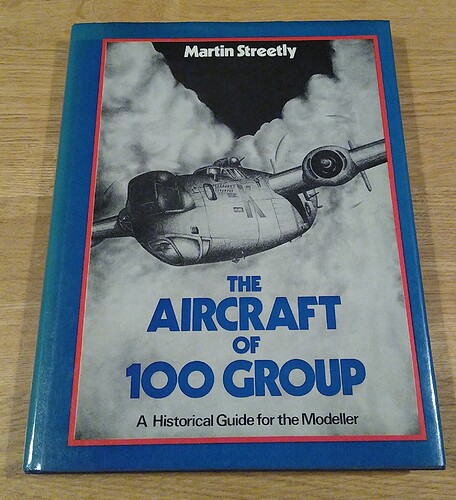 Martin Streetly
THE
AIRCRAFT
OF
100 GROUP
A Historical Guide for the Modeller